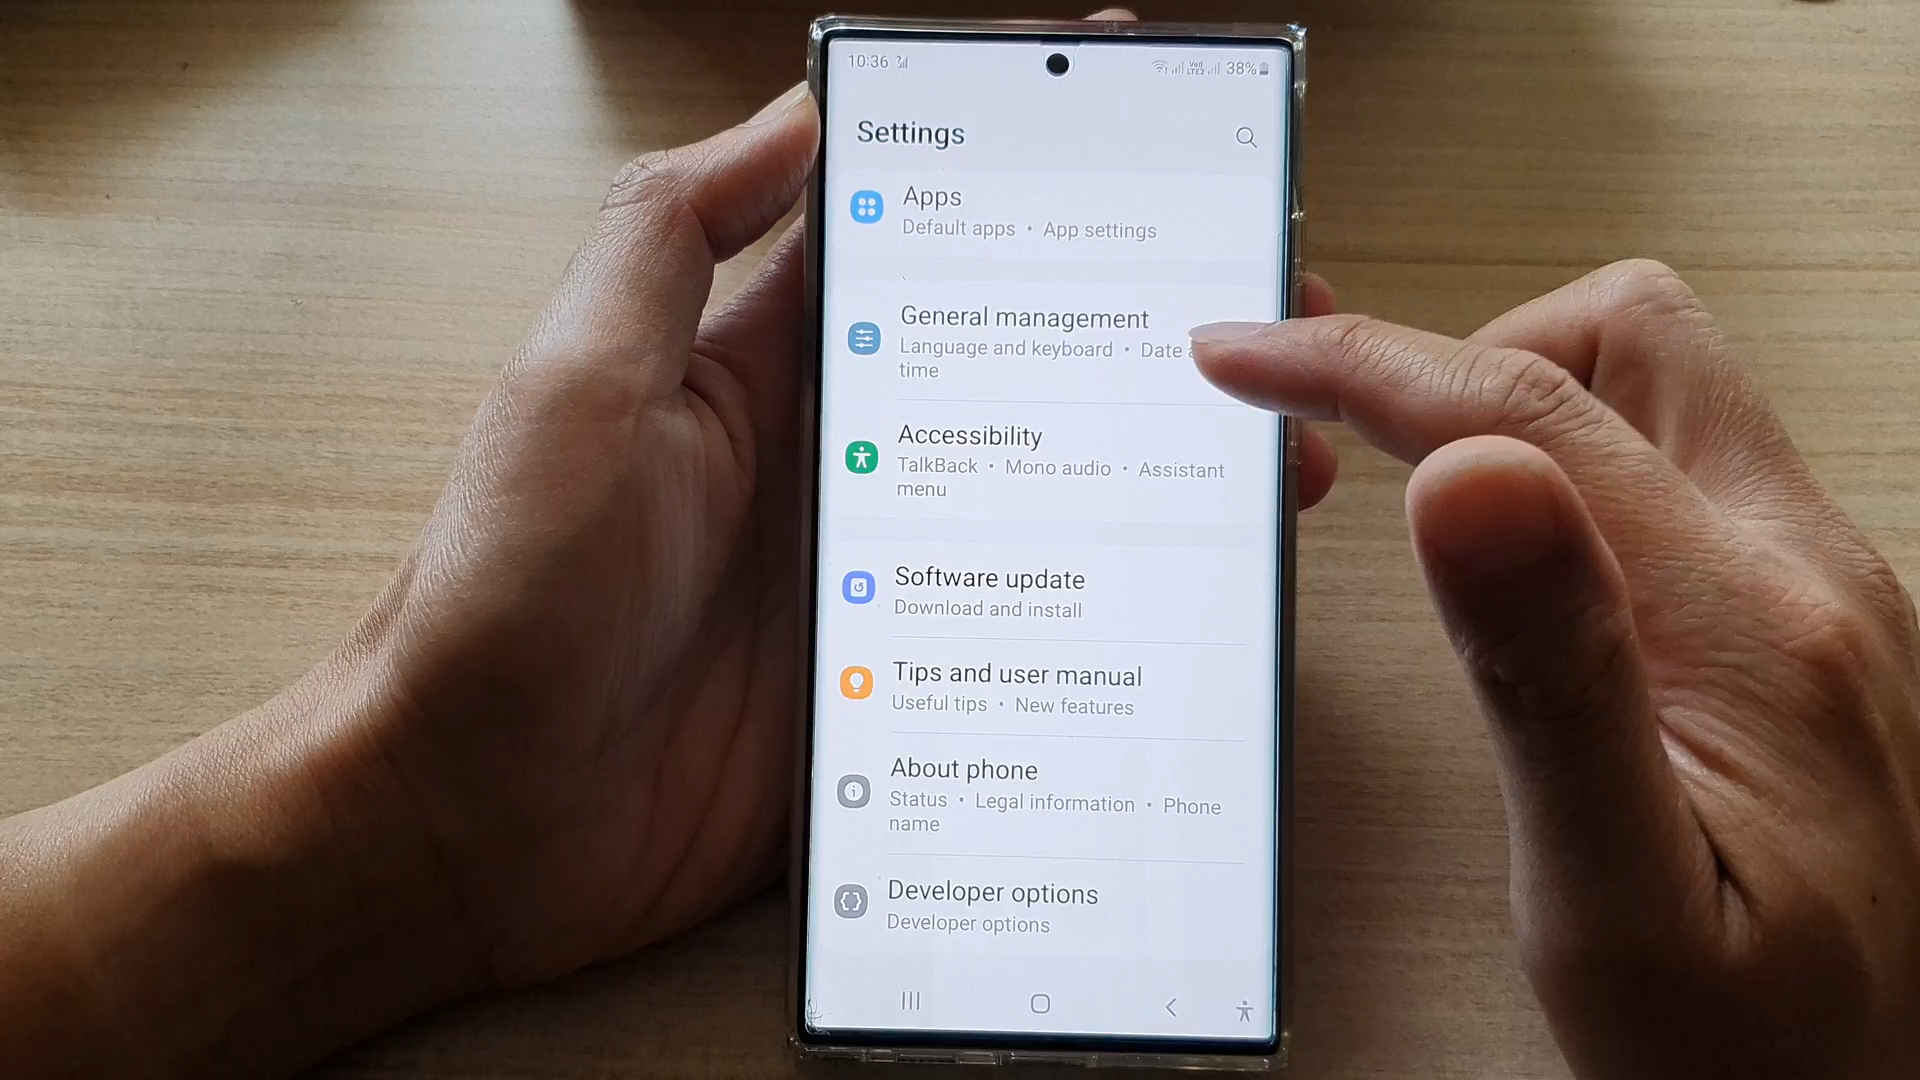 10:36
38%
Settings
Apps
Default apps • App settings
General management
Language and keyboard • Date
time
Accessibility
TalkBack • Mono audio • Assistant
menu
Software update
Download and install
Tips and user manual
Useful tips • New features
About phone
Status • Legal information • Phone
name
Developer options
Developer options